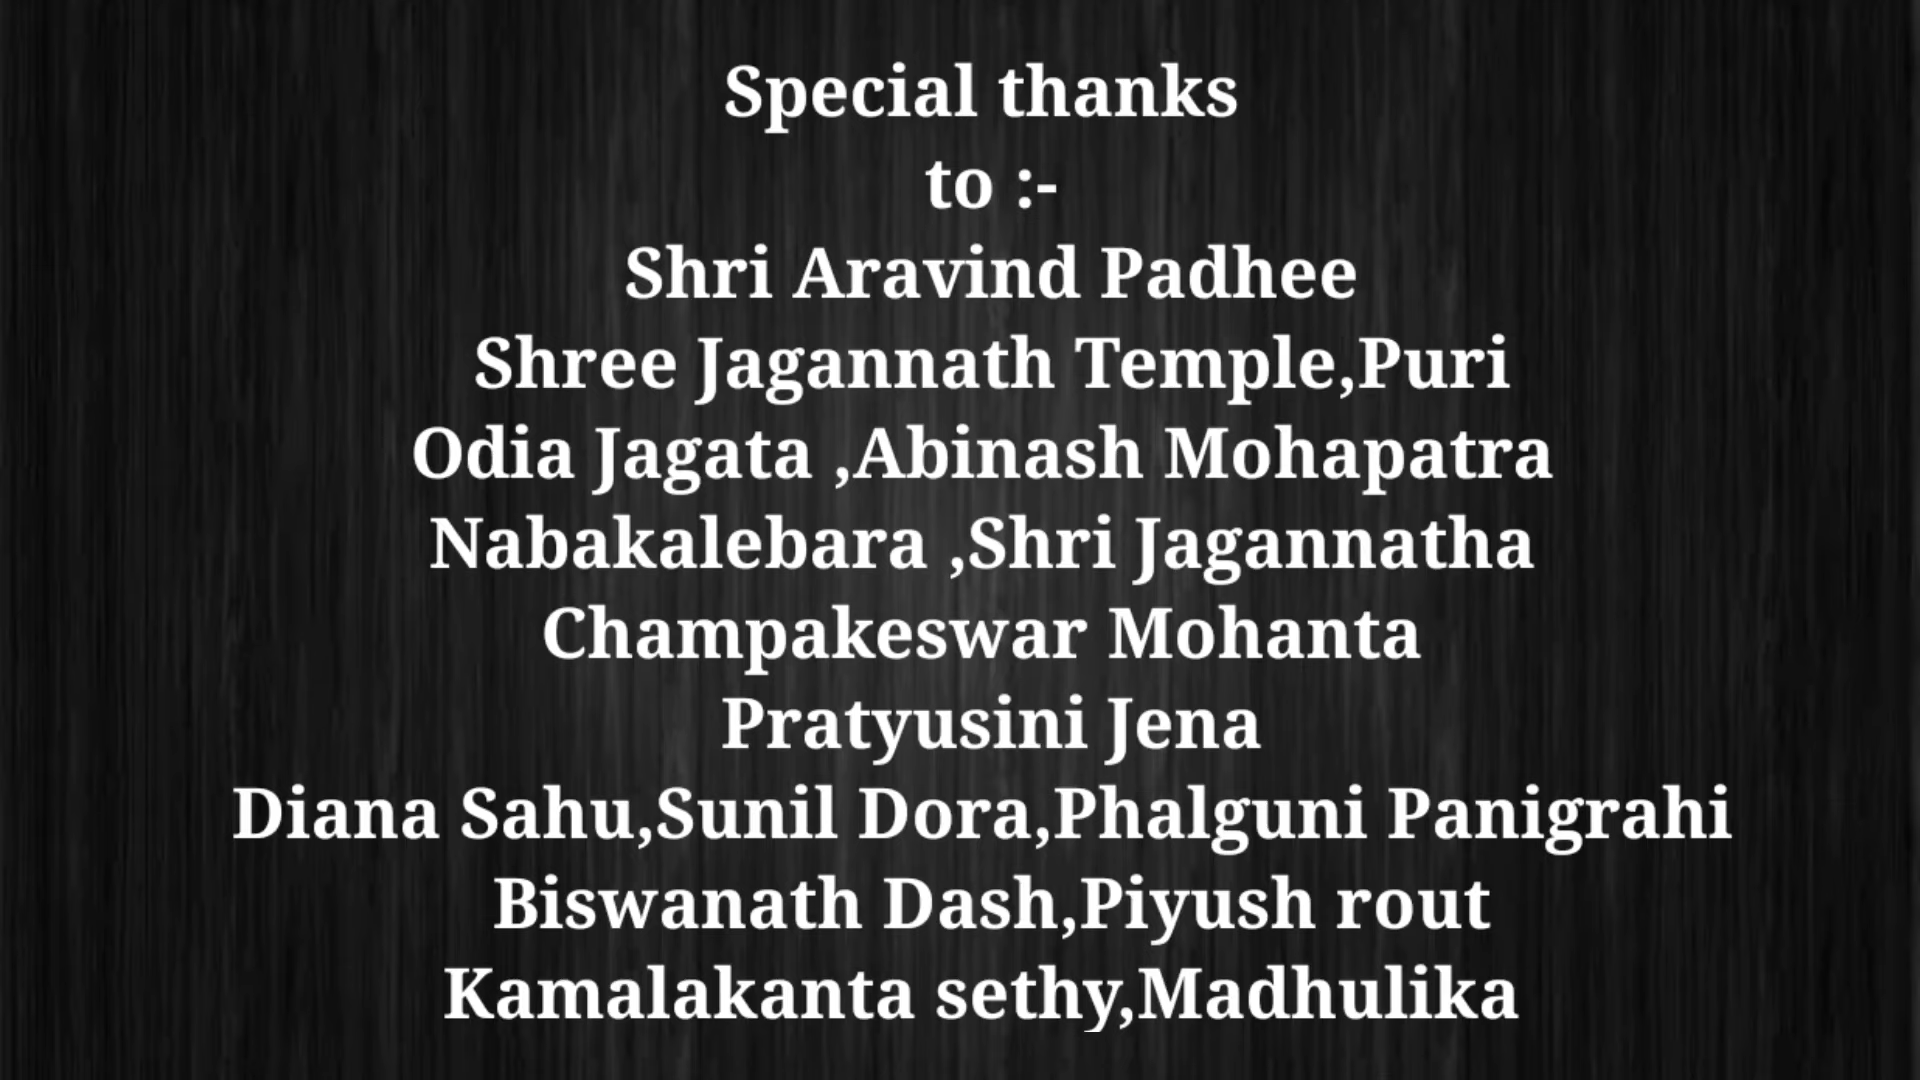 Special thanks
to :-
Shri Aravind Padhee
Shree Jagannath Temple,Puri
Odia Jagata ,Abinash Mohapatra
Nabakalebara ,Shri Jagannatha
Champakeswar Mohanta
Pratyusini Jena
Diana Sahu,Sunil Dora,Phalguni Panigrahi
Biswanath Dash,Piyush rout
Kamalakanta sethy,Madhulika